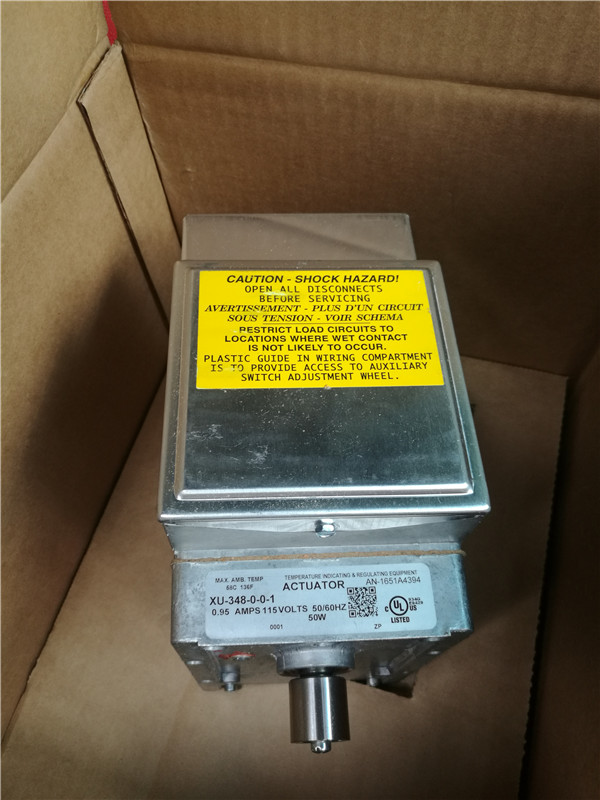 CAUTION - SHOCK HAZARD!
OPEN ALL DISCONNECTS
BEFORE SERVICING
AVERTISSEMENT - PLUS D'UN CIRCUIT
SOUS TENSION - VOIR SCHEMA
RESTRICT LOAD CIRCUITS TO
LOCATIONS WHERE WET CONTACT
IS NOT LIKELY TO OCCUR.
PLASTIC GUIDE IN WIRING COMPARTMENT
IS TO PROVIDE ACCESS TO AUXILIARY
SWITCH ADJUSTMENT WHEEL.
TEMPERATURE INDICATING & REGULATING EQUIPMENT
MAX. AMB. TEMP
136F
ACTUATOR
AN-1651A4394
XU-348-0-0-1
0.95 AMPS 115VOLTS 50/60HZ
50W
C UL US
LISTED
0001
ZP